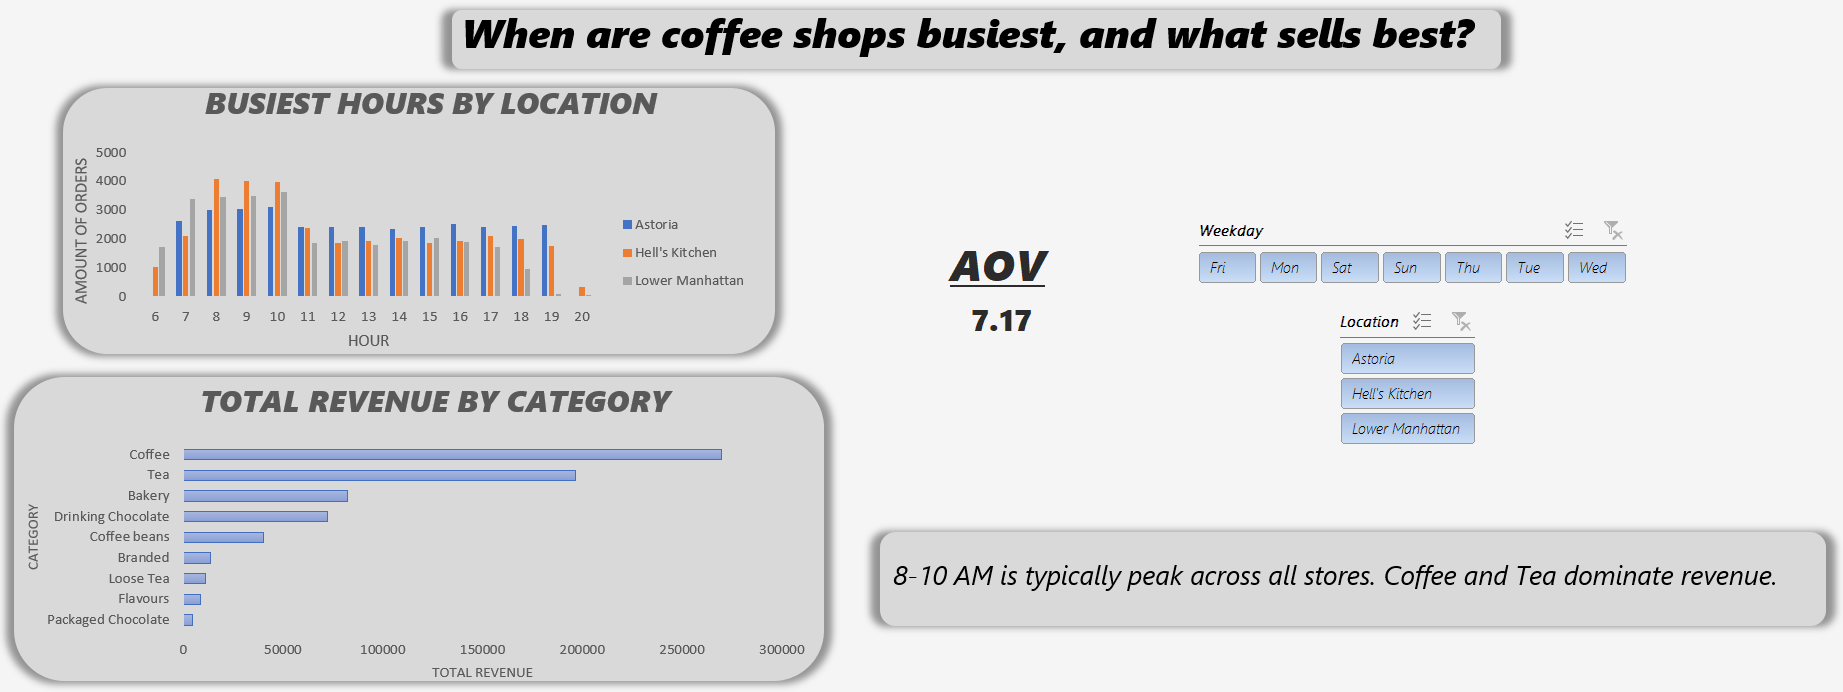 When are coffee shops busiest, and what sells best?
BUSIEST HOURS BY LOCATION
AMOUNT OF ORDERS
5000
4000
3000
2000
1000
0
6 7 8 9 10 11 12 13 14 15 16 17 18 19 20
HOUR
Astoria
Hell's Kitchen
Lower Manhattan
AOV
7.17
Weekday
Fri Mon Sat Sun Thu Tue Wed
Location
Astoria
Hell's Kitchen
Lower Manhattan
TOTAL REVENUE BY CATEGORY
CATEGORY
Coffee
Tea
Bakery
Drinking Chocolate
Coffee beans
Branded
Loose Tea
Flavours
Packaged Chocolate
0 50000 100000 150000 200000 250000 300000
TOTAL REVENUE
8-10 AM is typically peak across all stores. Coffee and Tea dominate revenue.